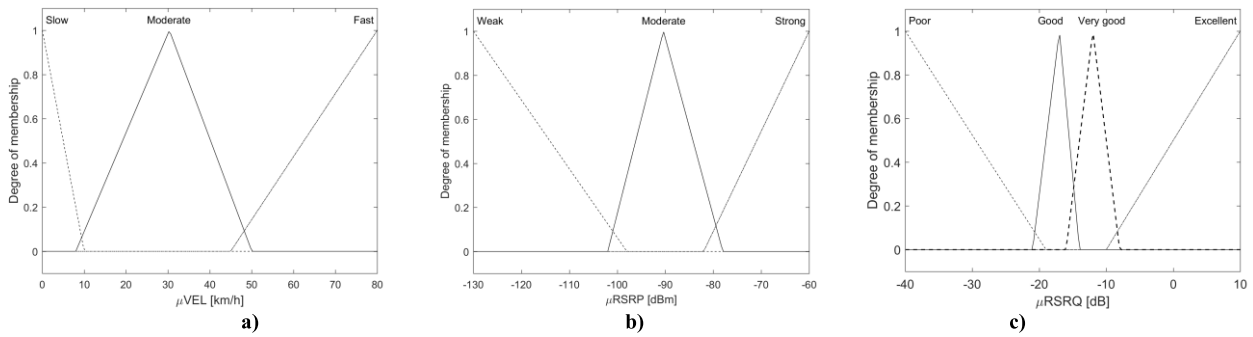 Slow Moderate Fast
1
0.8
0.6
0.4
0.2
0
Degree of membership
0 10 20 30 40 50 60 70 80
μVEL [km/h]
a)
Weak Moderate Strong
1
0.8
0.6
0.4
0.2
0
Degree of membership
-130 -120 -110 -100 -90 -80 -70 -60
μRSRP [dBm]
b)
Poor Good Very good Excellent
1
0.8
0.6
0.4
0.2
0
Degree of membership
-40 -30 -20 -10 0 10
μRSRQ [dB]
c)